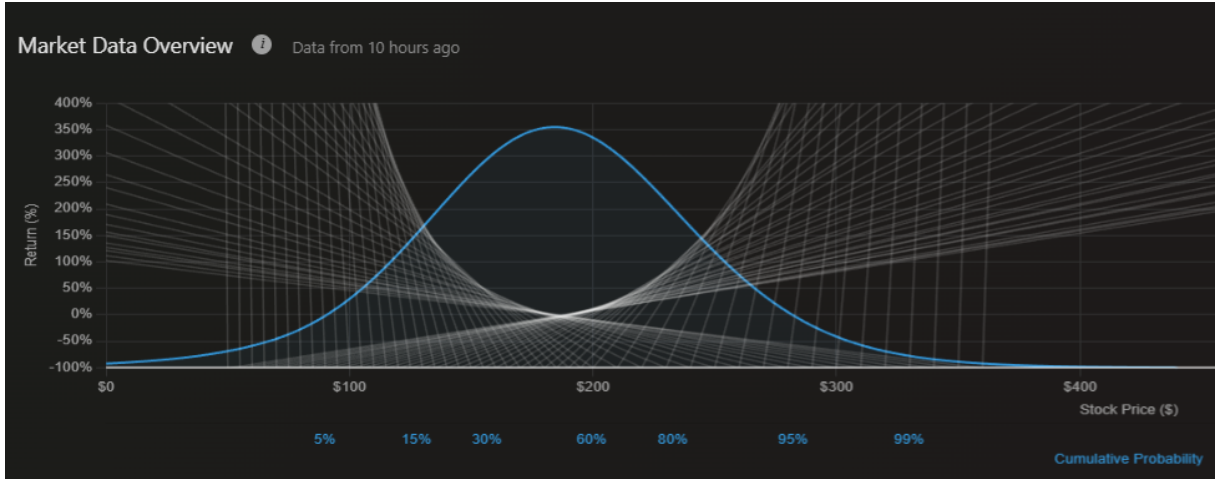 Market Data Overview i Data from 10 hours ago
400%
350%
300%
250%
200%
150%
100%
50%
0%
-50%
-100%
Return (%)
$0 $100 $200 $300 $400
Stock Price ($)
5% 15% 30% 60% 80% 95% 99%
Cumulative Probability